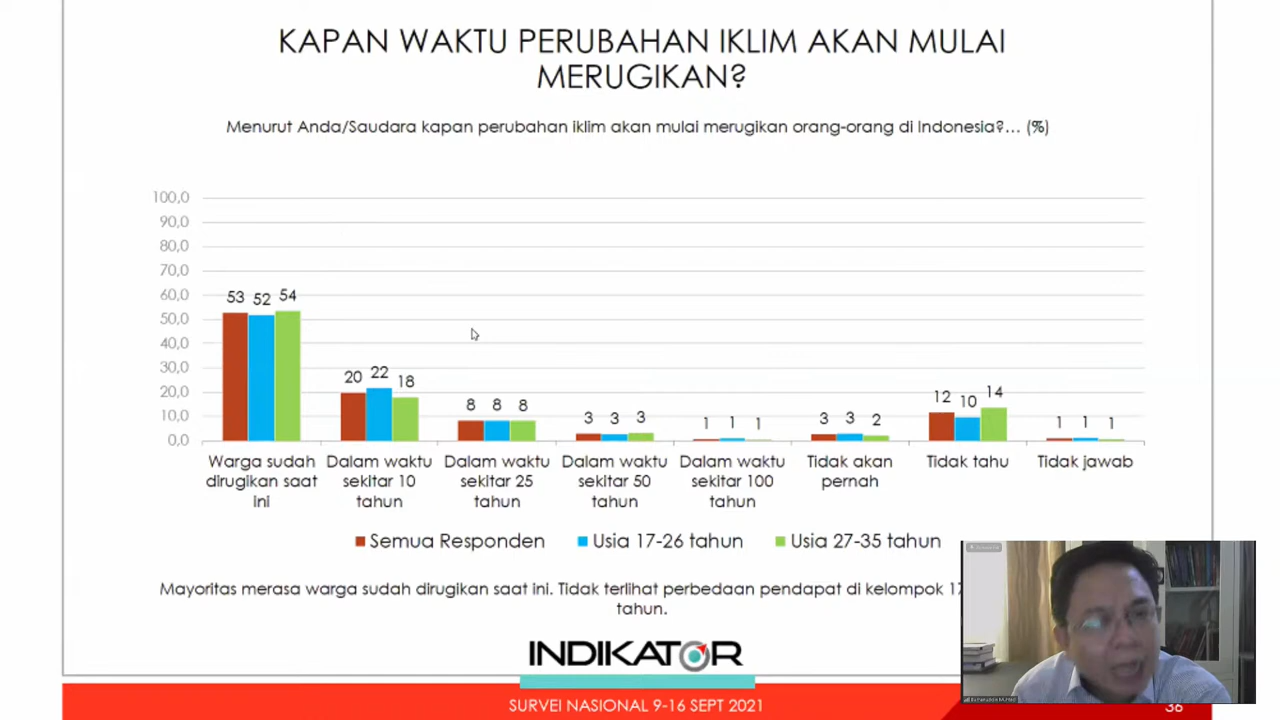 KAPAN WAKTU PERUBAHAN IKLIM AKAN MULAI
MERUGIKAN?
Menurut Anda/Saudara kapan perubahan iklim akan mulai merugikan orang-orang di Indonesia?... (%)
100,0
90,0
80,0
70,0
60,0
50,0
40,0
30,0
20,0
10,0
0,0
53 52 54
20 22 18
8 8 8
3 3 3
1 1 1
3 3 2
12 10 14
1 1 1
Warga sudah dirugikan saat ini
Dalam waktu sekitar 10 tahun
Dalam waktu sekitar 25 tahun
Dalam waktu sekitar 50 tahun
Dalam waktu sekitar 100 tahun
Tidak akan pernah
Tidak tahu
Tidak jawab
Semua Responden
Usia 17-26 tahun
Usia 27-35 tahun
Mayoritas merasa warga sudah dirugikan saat ini. Tidak terlihat perbedaan pendapat di kelompok
tahun.
INDIKATOR
SURVEI NASIONAL 9-16 SEPT 2021